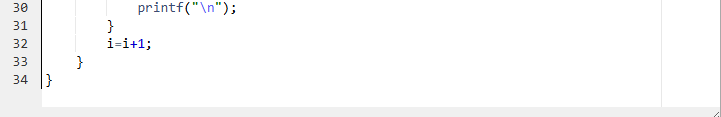 30 printf("\n");
31 }
32 i=i+1;
33 }
34 }